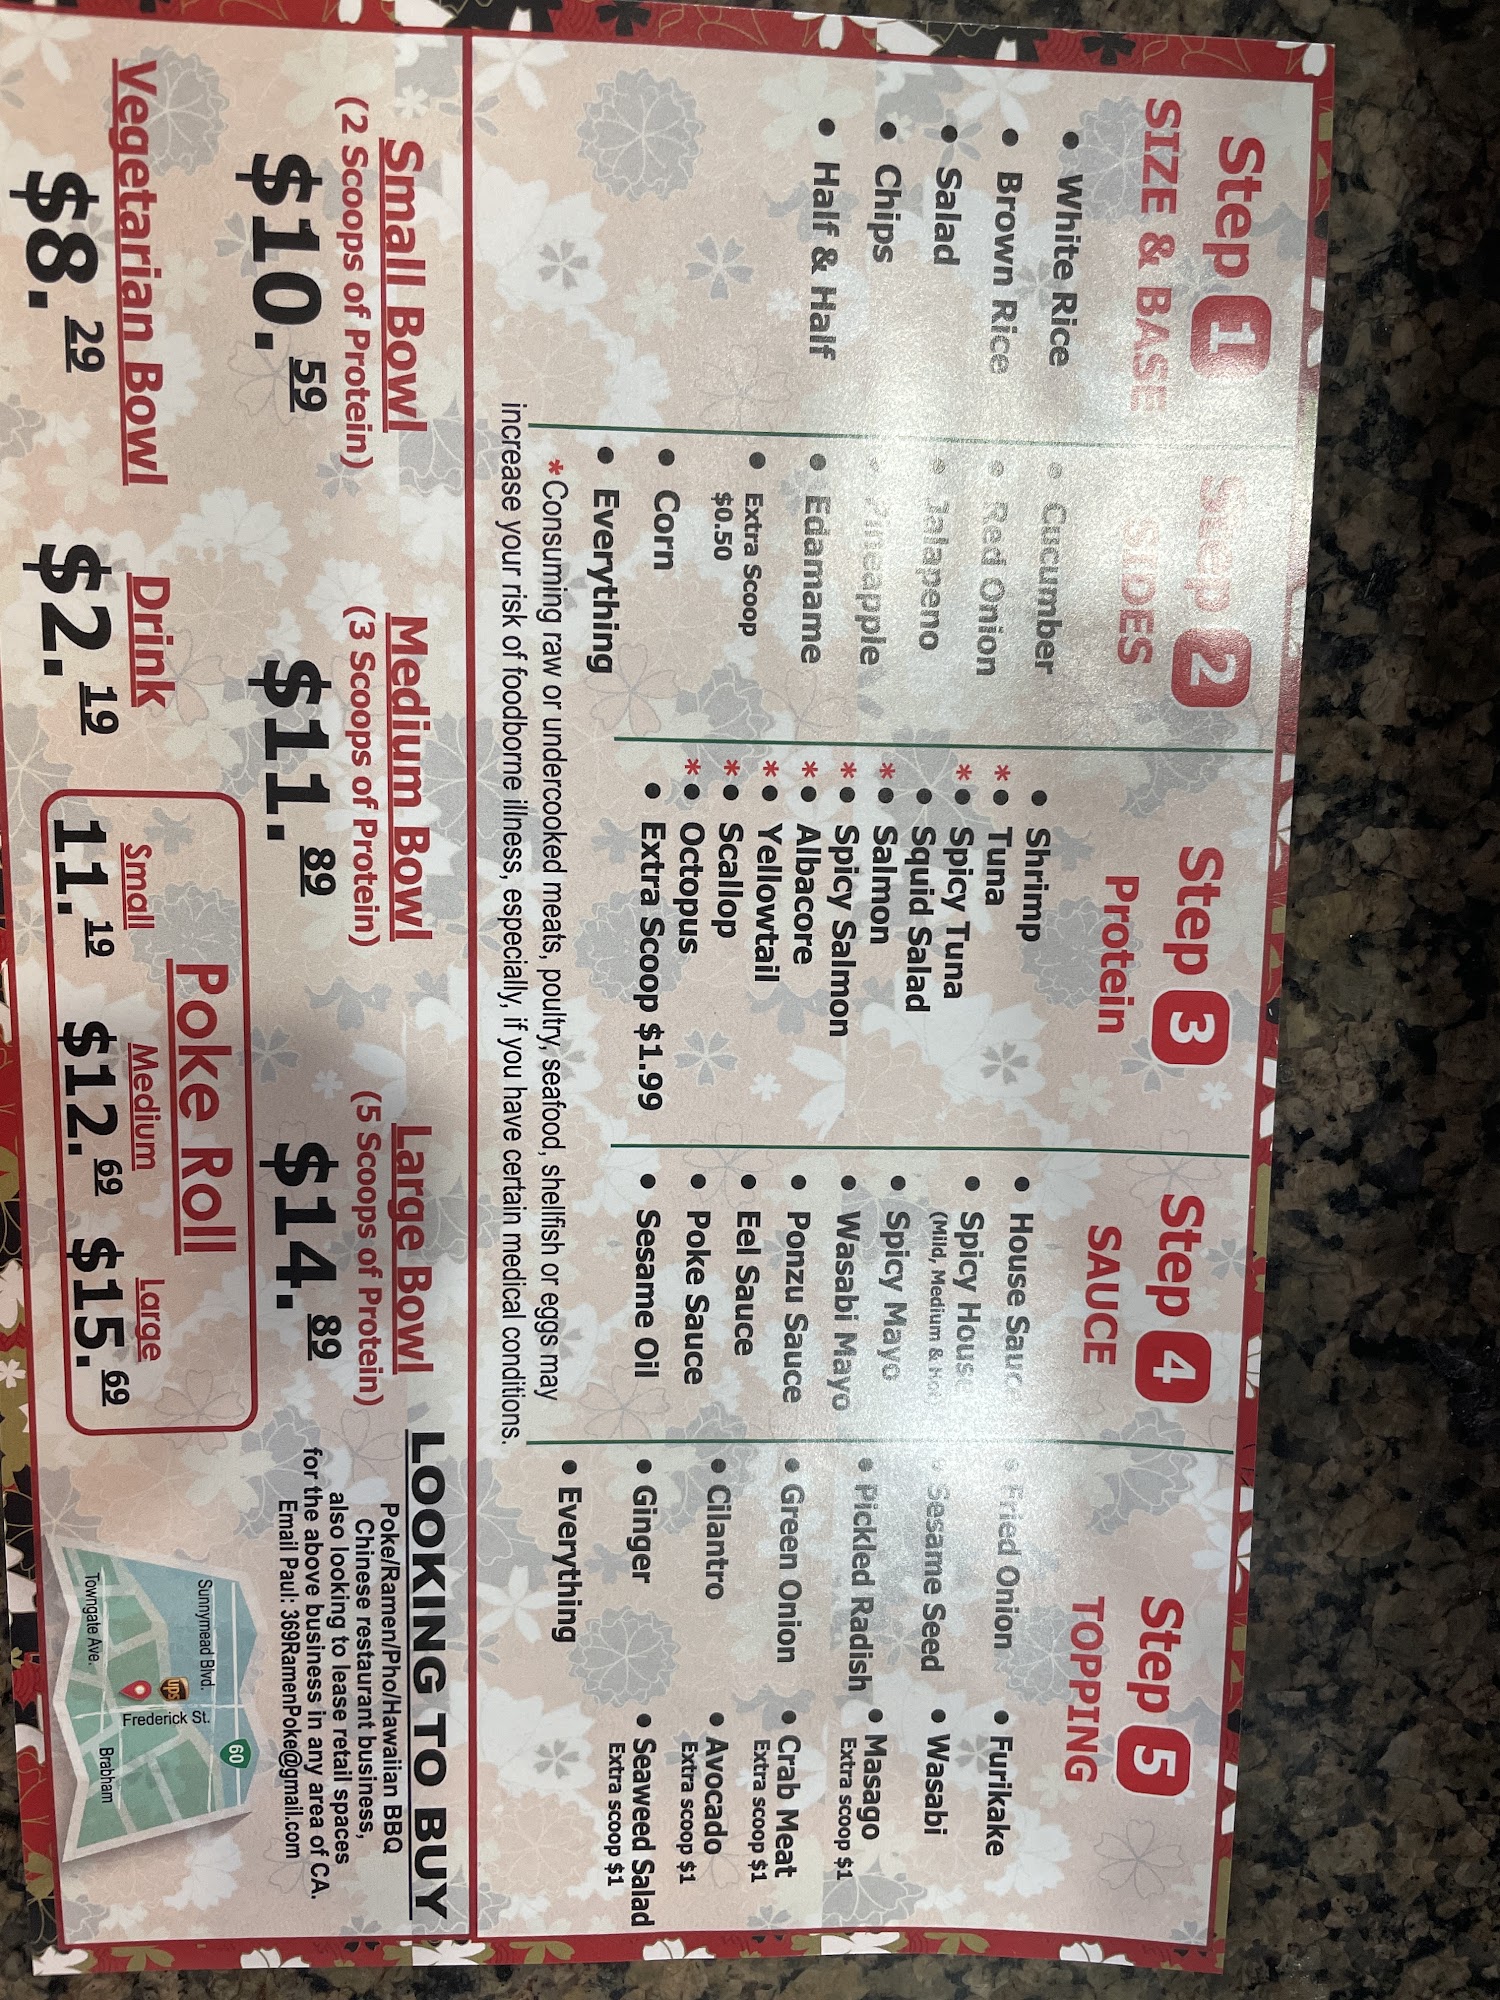 Step 1
SIZE & BASE
• White Rice
• Brown Rice
• Salad
• Chips
• Half & Half
Step 2
SIDES
• Cucumber
• Red Onion
• Jalapeno
• Pineapple
• Edamame
• Extra Scoop
$0.50
• Corn
• Everything
Step 3
Protein
• Shrimp
*• Tuna
*• Spicy Tuna
• Squid Salad
*• Salmon
*• Spicy Salmon
*• Albacore
*• Yellowtail
*• Scallop
*• Octopus
• Extra Scoop $1.99
Step 4
SAUCE
• House Sauce
• Spicy House
(Mild, Medium & Hot)
• Spicy Mayo
• Wasabi Mayo
• Ponzu Sauce
• Eel Sauce
• Poke Sauce
• Sesame Oil
Step 5
TOPPING
• Fried Onion
• Sesame Seed
• Pickled Radish
• Green Onion
• Cilantro
• Ginger
• Everything
• Furikake
• Wasabi
• Masago
Extra scoop $1
• Crab Meat
Extra scoop $1
• Avocado
Extra scoop $1
• Seaweed Salad
Extra scoop $1
*Consuming raw or undercooked meats, poultry, seafood, shellfish or eggs may
increase your risk of foodborne illness, especially, if you have certain medical conditions.
Small Bowl
(2 Scoops of Protein)
$10.59
Medium Bowl
(3 Scoops of Protein)
$11.89
Large Bowl
(5 Scoops of Protein)
$14.89
Vegetarian Bowl
$8.29
Drink
$2.19
Poke Roll
Small Medium Large
11.19 $12.69 $15.69
LOOKING TO BUY
Poke/Ramen/Pho/Hawaiian BBQ
Chinese restaurant business,
also looking to lease retail spaces
for the above business in any area of CA.
Email Paul: 369RamenPoke@gmail.com
60
Sunnymead Blvd.
ups
Frederick St.
Towngate Ave.
Brabham